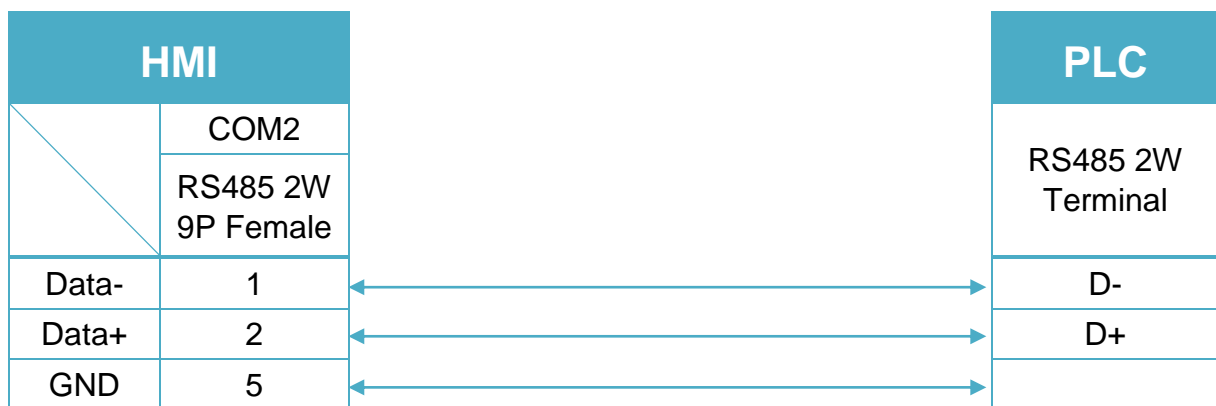 HMI
PLC
COM2
RS485 2W
9P Female
RS485 2W
Terminal
Data- 1 D-
Data+ 2 D+
GND 5